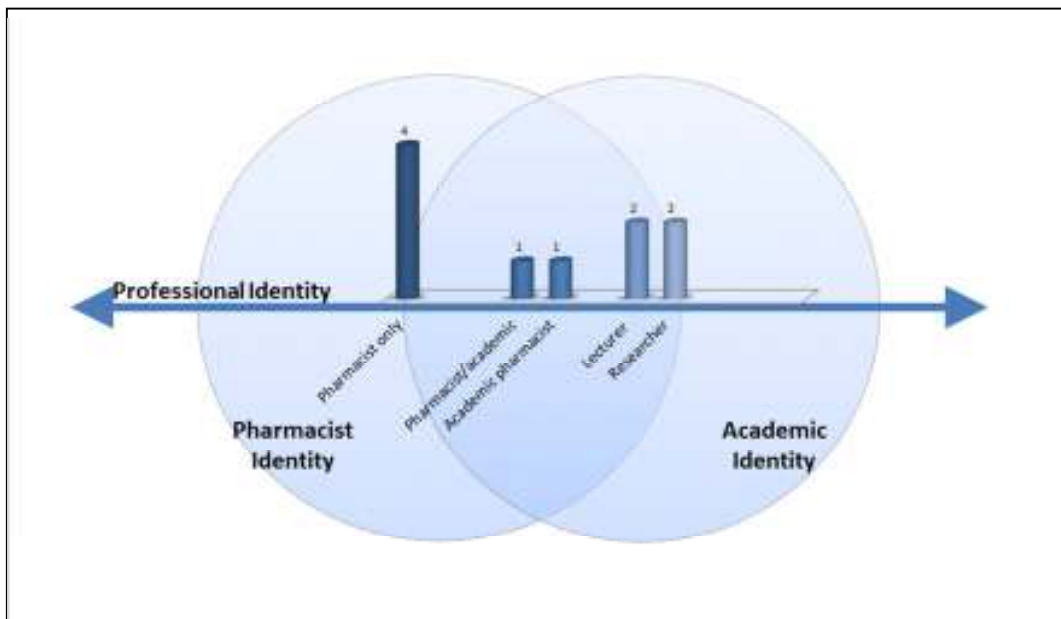 4
2
2
1
1
Professional Identity
Pharmacist only
Pharmacist/academic
Academic pharmacist
Lecturer
Researcher
Pharmacist
Identity
Academic
Identity